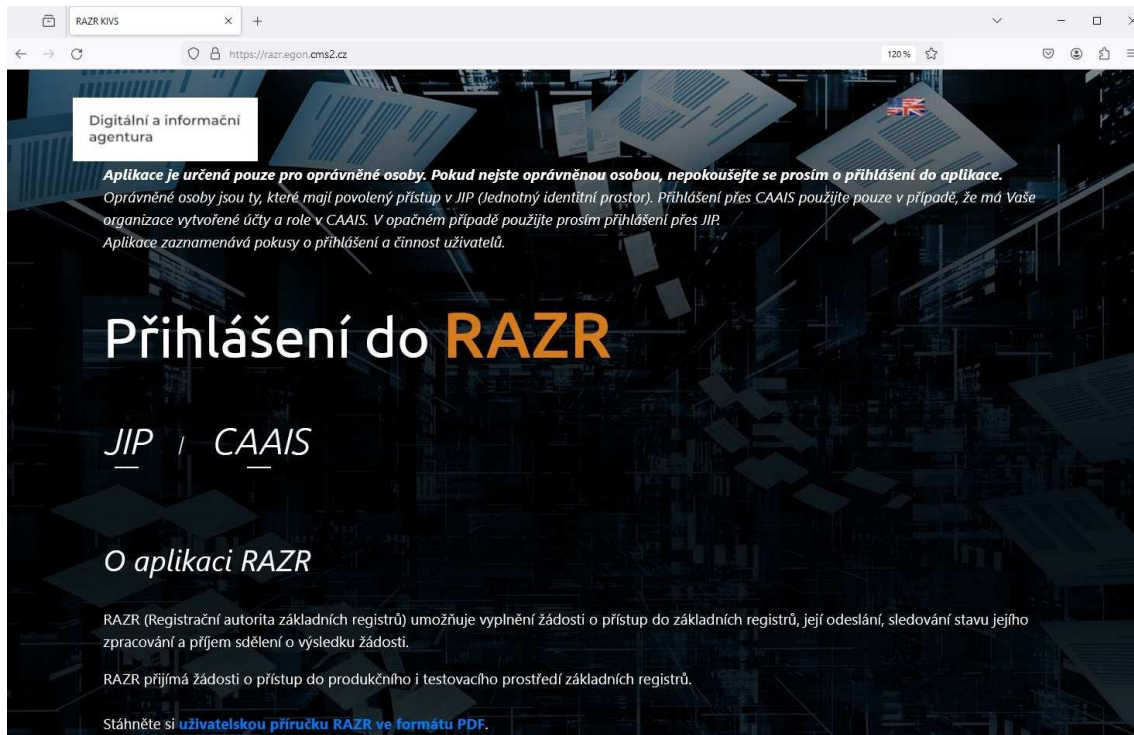 RAZR KIVS
https://razr.egon.cms2.cz
120 %
Digitální a informační
agentura
Aplikace je určená pouze pro oprávněné osoby. Pokud nejste oprávněnou osobou, nepokoušejte se prosím o přihlášení do aplikace.
Oprávněné osoby jsou ty, které mají povolený přístup v JIP (Jednotný identitní prostor). Přihlášení přes CAAIS použijte pouze v případě, že má Vaše
organizace vytvořené účty a role v CAAIS. V opačném případě použijte prosím přihlášení přes JIP.
Aplikace zaznamenává pokusy o přihlášení a činnost uživatelů.
Přihlášení do RAZR
JIP / CAAIS
O aplikaci RAZR
RAZR (Registrační autorita základních registrů) umožňuje vyplnění žádosti o přístup do základních registrů, její odeslání, sledování stavu jejího
zpracování a příjem sdělení o výsledku žádosti.
RAZR přijímá žádosti o přístup do produkčního i testovacího prostředí základních registrů.
Stáhněte si uživatelskou příručku RAZR ve formátu PDF.